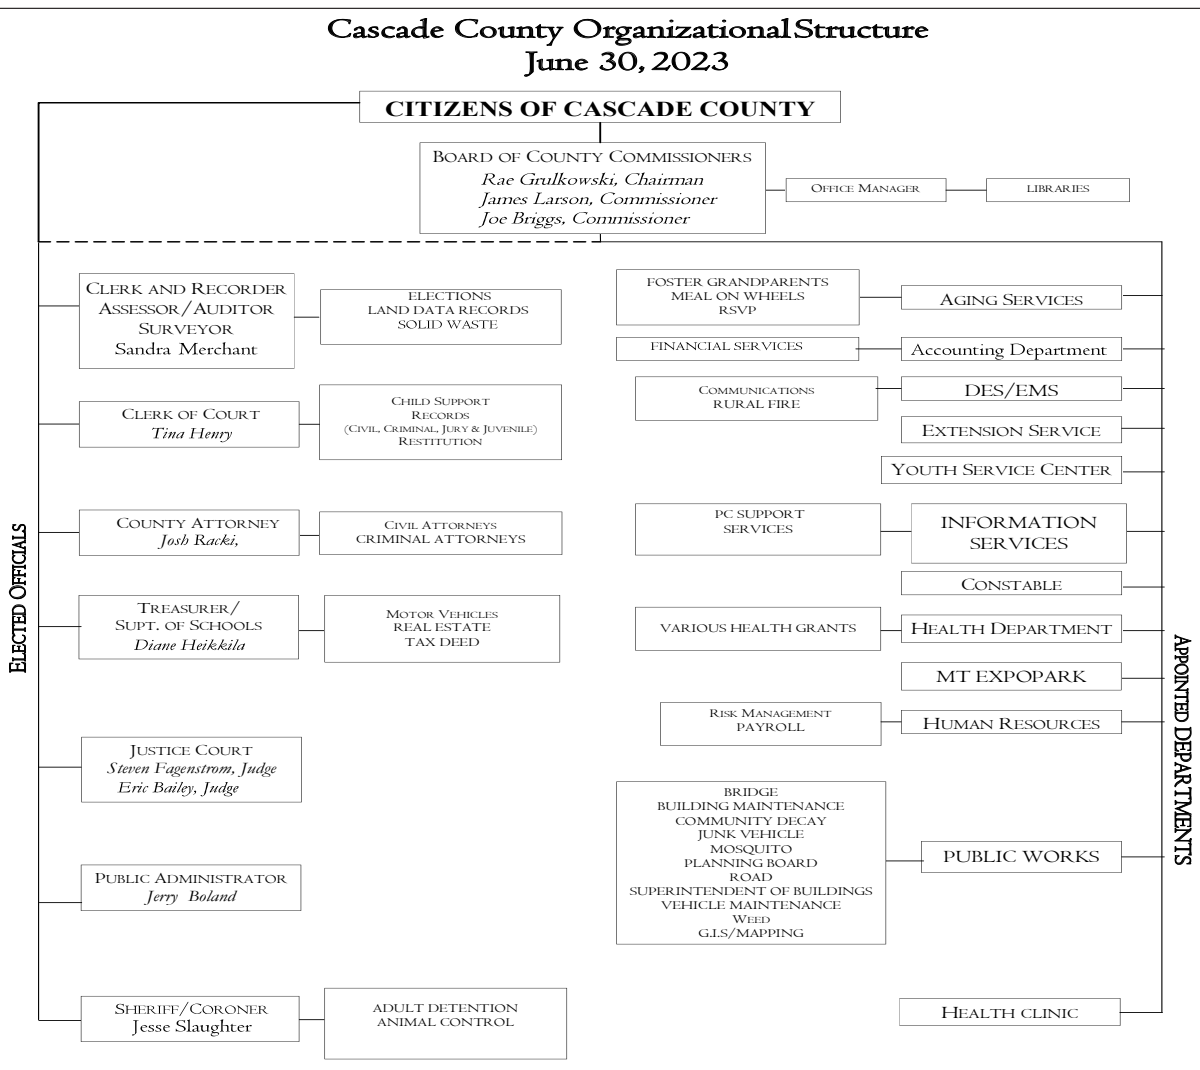 Cascade County Organizational Structure
June 30, 2023
CITIZENS OF CASCADE COUNTY
BOARD OF COUNTY COMMISSIONERS
Rae Grulkowski, Chairman
James Larson, Commissioner
Joe Briggs, Commissioner
OFFICE MANAGER
LIBRARIES
ELECTED OFFICIALS
CLERK AND RECORDER
ASSESSOR/AUDITOR
SURVEYOR
Sandra Merchant
ELECTIONS
LAND DATA RECORDS
SOLID WASTE
CLERK OF COURT
Tina Henry
CHILD SUPPORT
RECORDS
(CIVIL, CRIMINAL, JURY & JUVENILE)
RESTITUTION
COUNTY ATTORNEY
Josh Racki,
CIVIL ATTORNEYS
CRIMINAL ATTORNEYS
TREASURER/
SUPT. OF SCHOOLS
Diane Heikkila
MOTOR VEHICLES
REAL ESTATE
TAX DEED
JUSTICE COURT
Steven Fagenstrom, Judge
Eric Bailey, Judge
PUBLIC ADMINISTRATOR
Jerry Boland
SHERIFF/CORONER
Jesse Slaughter
ADULT DETENTION
ANIMAL CONTROL
FOSTER GRANDPARENTS
MEAL ON WHEELS
RSVP
AGING SERVICES
FINANCIAL SERVICES
Accounting Department
COMMUNICATIONS
RURAL FIRE
DES/EMS
EXTENSION SERVICE
YOUTH SERVICE CENTER
PC SUPPORT
SERVICES
INFORMATION
SERVICES
CONSTABLE
VARIOUS HEALTH GRANTS
HEALTH DEPARTMENT
MT EXPOPARK
RISK MANAGEMENT
PAYROLL
HUMAN RESOURCES
BRIDGE
BUILDING MAINTENANCE
COMMUNITY DECAY
JUNK VEHICLE
MOSQUITO
PLANNING BOARD
ROAD
SUPERINTENDENT OF BUILDINGS
VEHICLE MAINTENANCE
WEED
G.I.S/MAPPING
PUBLIC WORKS
HEALTH CLINIC
APPOINTED DEPARTMENTS